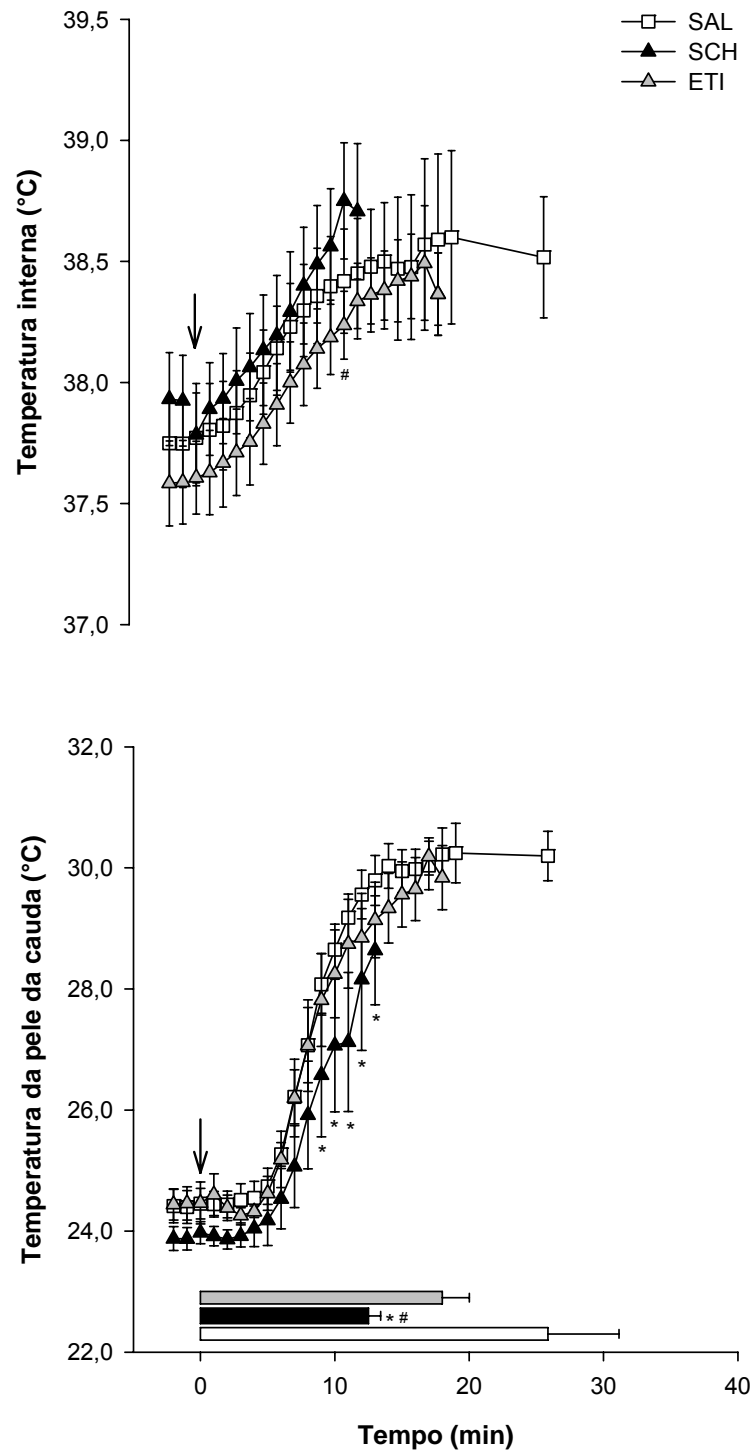 39,5
SAL
SCH
ETI
39,0
38,5
38,0
37,5
37,0
Temperatura interna (°C)
#
32,0
30,0
28,0
26,0
24,0
22,0
Temperatura da pele da cauda (°C)
*
*
*
*
*
* #
0 10 20 30 40
Tempo (min)